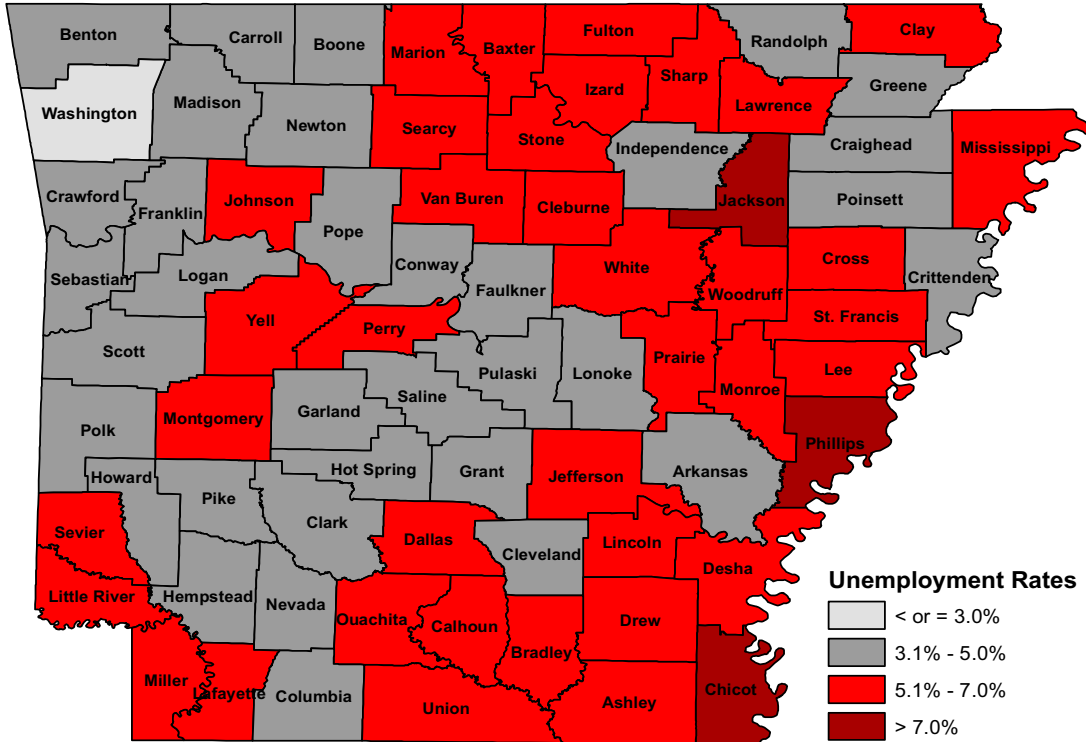 Benton
Carroll
Boone
Marion
Baxter
Fulton
Randolph
Clay
Washington
Madison
Newton
Searcy
Stone
Izard
Sharp
Lawrence
Greene
Crawford
Franklin
Johnson
Pope
Van Buren
Cleburne
Independence
Jackson
Craighead
Poinsett
Mississippi
Sebastian
Logan
Conway
Faulkner
White
Woodruff
Cross
Crittenden
Scott
Yell
Perry
Pulaski
Lonoke
Prairie
Monroe
St. Francis
Lee
Polk
Montgomery
Garland
Saline
Hot Spring
Grant
Jefferson
Arkansas
Phillips
Howard
Pike
Clark
Dallas
Cleveland
Lincoln
Desha
Sevier
Little River
Hempstead
Nevada
Ouachita
Calhoun
Bradley
Drew
Miller
Lafayette
Columbia
Union
Ashley
Chicot
Unemployment Rates
< or = 3.0%
3.1% - 5.0%
5.1% - 7.0%
> 7.0%